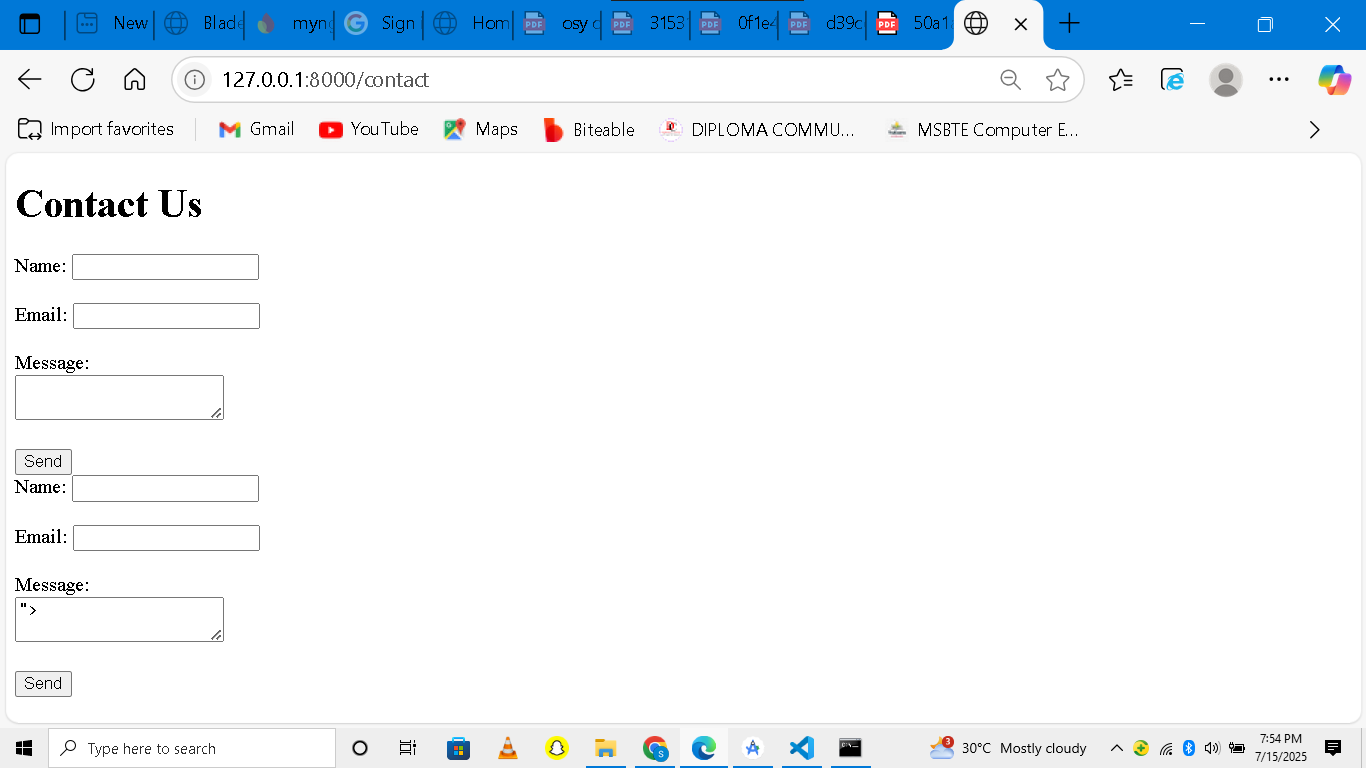 New Blade myng Sign Hom osy c 3153 0f1e4 d39c 50a1
127.0.0.1:8000/contact
Import favorites Gmail YouTube Maps Biteable DIPLOMA COMMU... MSBTE Computer E...
Contact Us
Name:
Email:
Message:
Send
Name:
Email:
Message:
">
Send
Type here to search
3
30°C Mostly cloudy
7:54 PM
7/15/2025